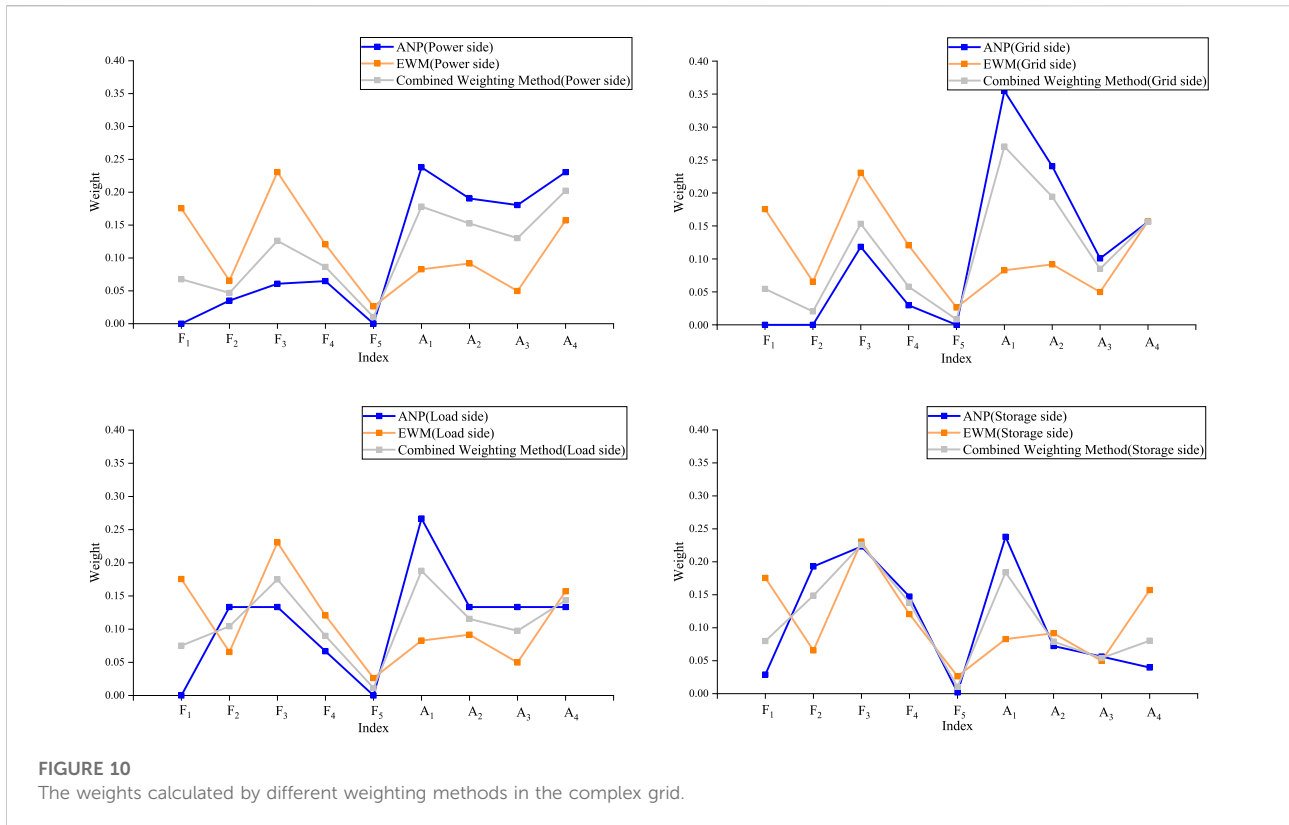 ANP(Power side)
EWM(Power side)
Combined Weighting Method(Power side)
0.40
0.35
0.30
0.25
0.20
0.15
0.10
0.05
0.00
Weight
F₁ F₂ F₃ F₄ F₅ A₁ A₂ A₃ A₄
Index
ANP(Grid side)
EWM(Grid side)
Combined Weighting Method(Grid side)
0.40
0.35
0.30
0.25
0.20
0.15
0.10
0.05
0.00
Weight
F₁ F₂ F₃ F₄ F₅ A₁ A₂ A₃ A₄
Index
ANP(Load side)
EWM(Load side)
Combined Weighting Method(Load side)
0.40
0.35
0.30
0.25
0.20
0.15
0.10
0.05
0.00
Weight
F₁ F₂ F₃ F₄ F₅ A₁ A₂ A₃ A₄
Index
ANP(Storage side)
EWM(Storage side)
Combined Weighting Method(Storage side)
0.40
0.35
0.30
0.25
0.20
0.15
0.10
0.05
0.00
Weight
F₁ F₂ F₃ F₄ F₅ A₁ A₂ A₃ A₄
Index
FIGURE 10
The weights calculated by different weighting methods in the complex grid.